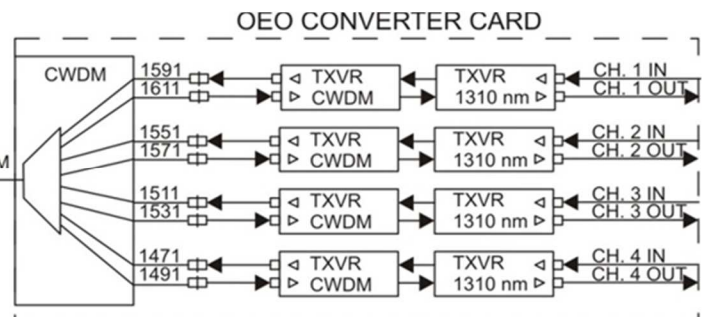 OEO CONVERTER CARD
CWDM
M
1591
1611
TXVR
CWDM
TXVR
1310 nm
CH. 1 IN
CH. 1 OUT
1551
1571
TXVR
CWDM
TXVR
1310 nm
CH. 2 IN
CH. 2 OUT
1511
1531
TXVR
CWDM
TXVR
1310 nm
CH. 3 IN
CH. 3 OUT
1471
1491
TXVR
CWDM
TXVR
1310 nm
CH. 4 IN
CH. 4 OUT